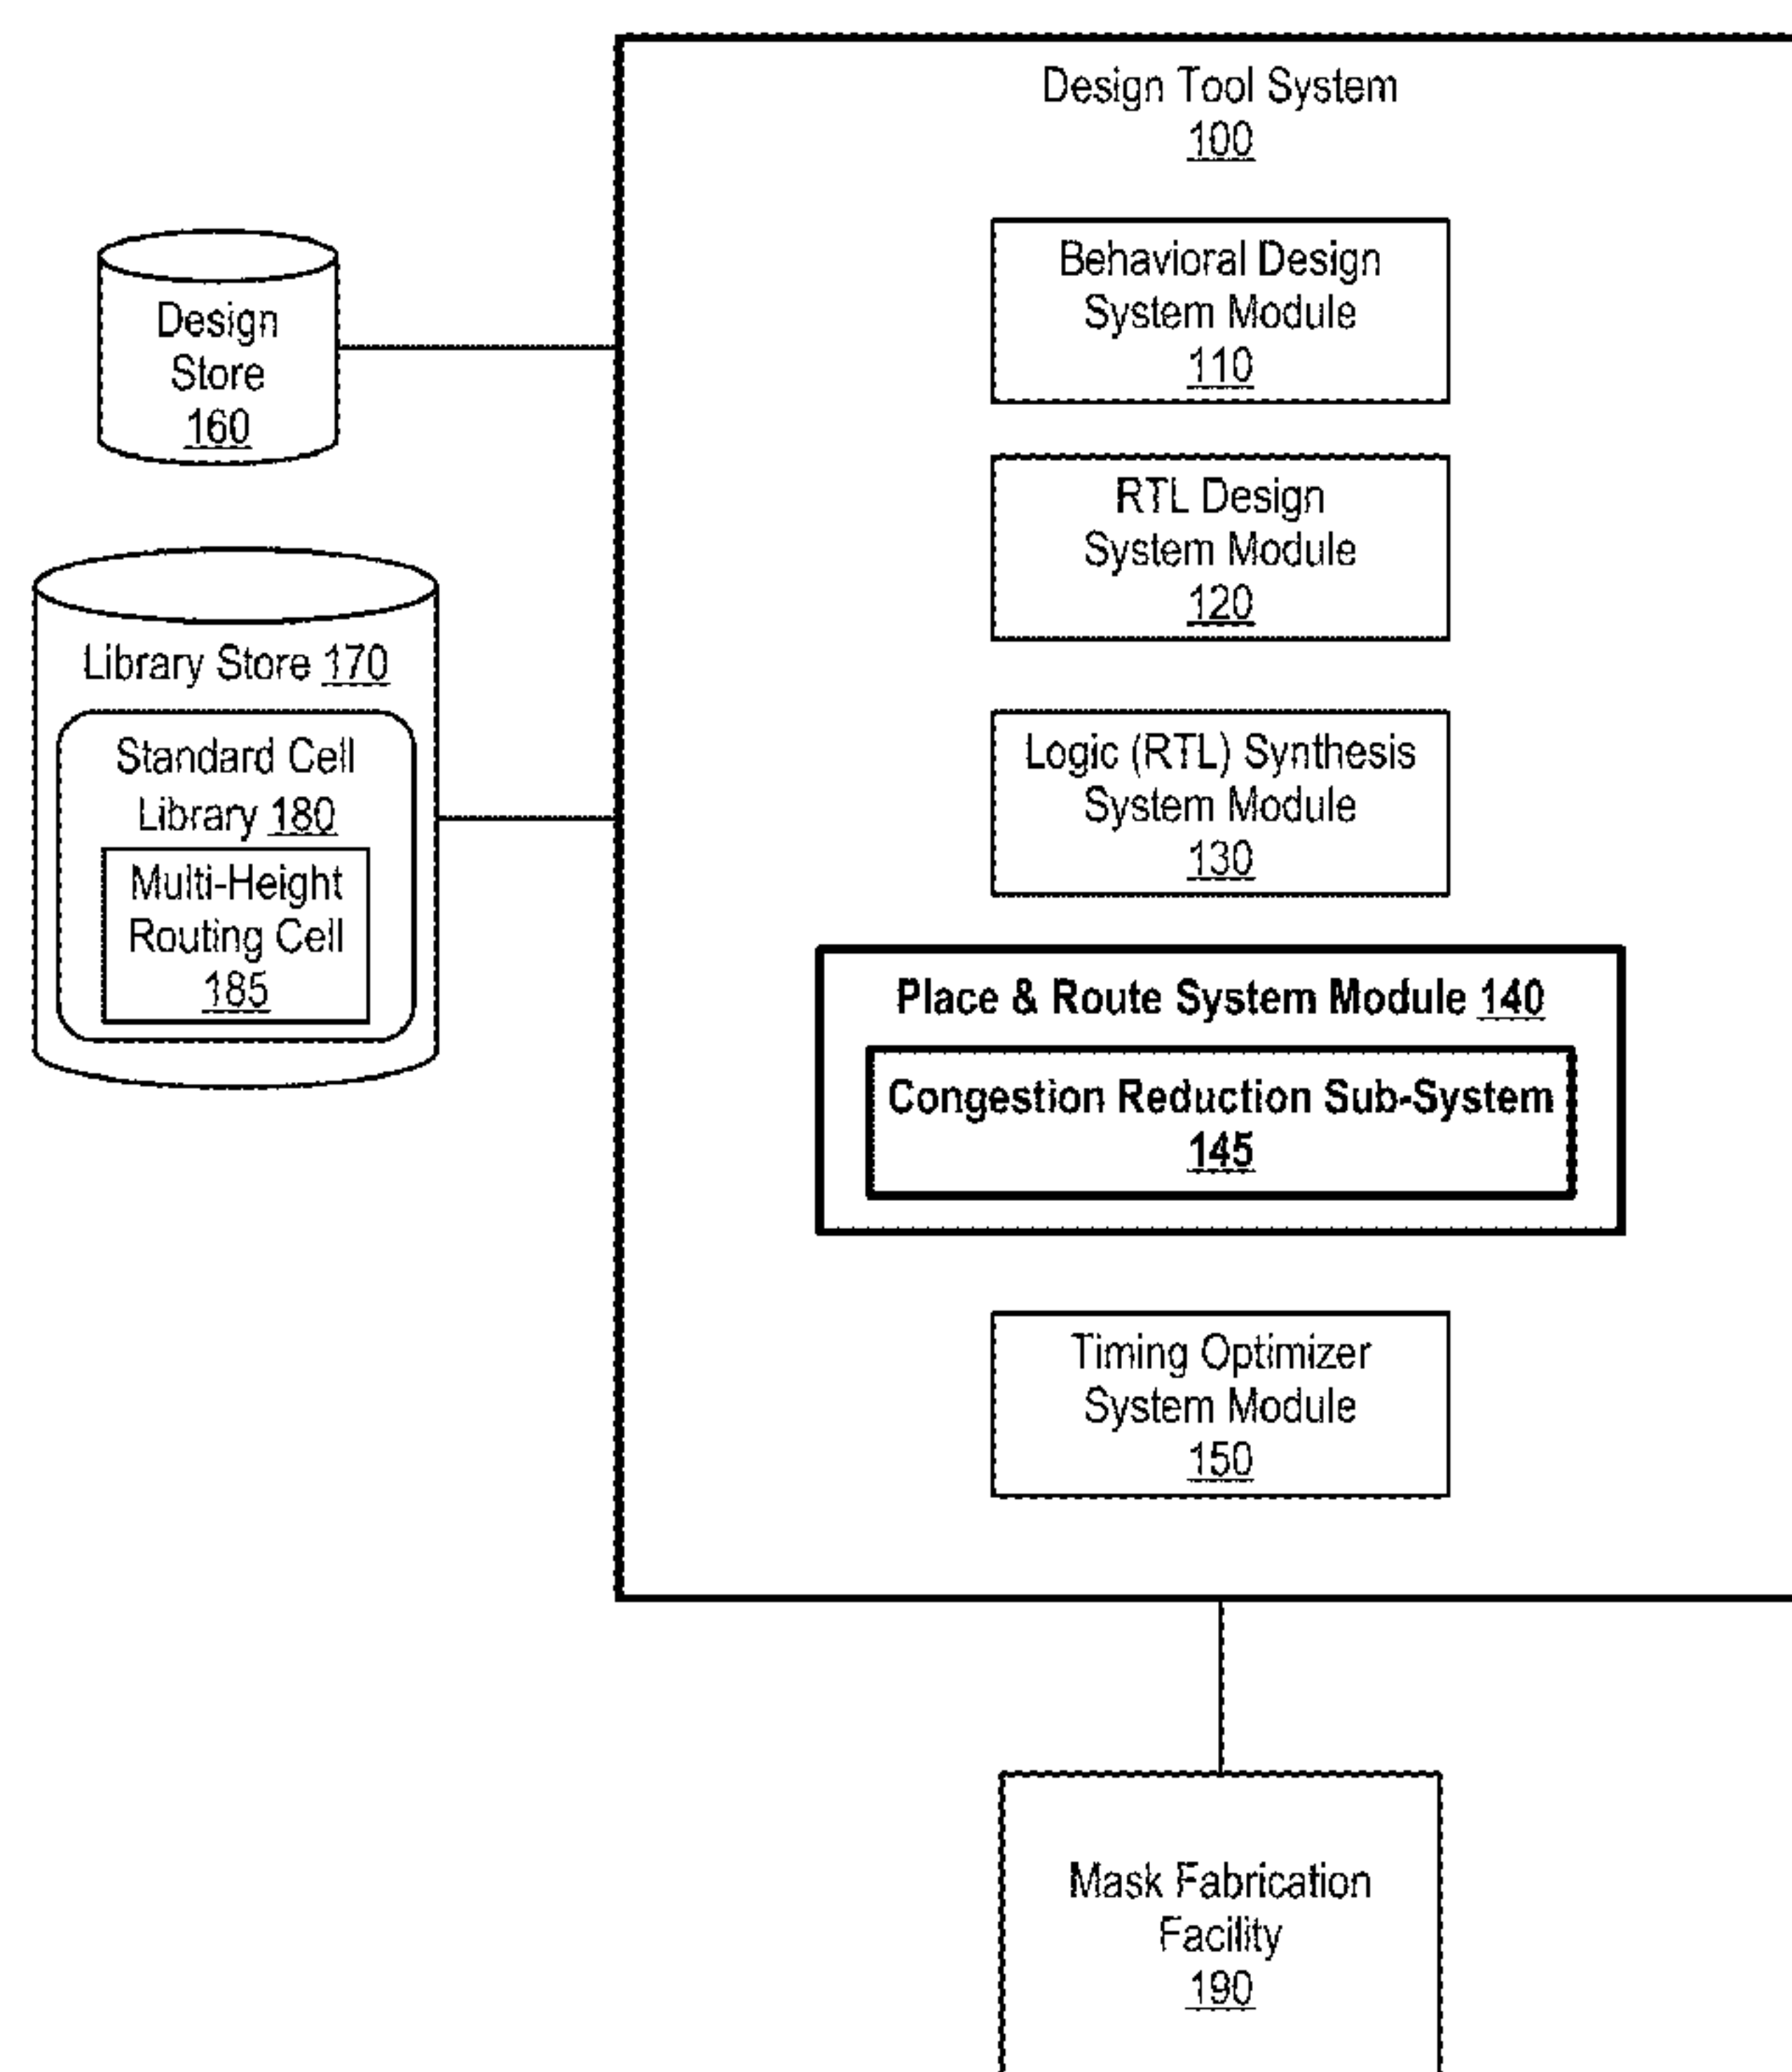 Design Tool System
100
Behavioral Design
System Module
110
RTL Design
System Module
120
Logic (RTL) Synthesis
System Module
130
Place & Route System Module 140
Congestion Reduction Sub-System
145
Timing Optimizer
System Module
150
Design
Store
160
Library Store 170
Standard Cell
Library 180
Multi-Height
Routing Cell
185
Mask Fabrication
Facility
190